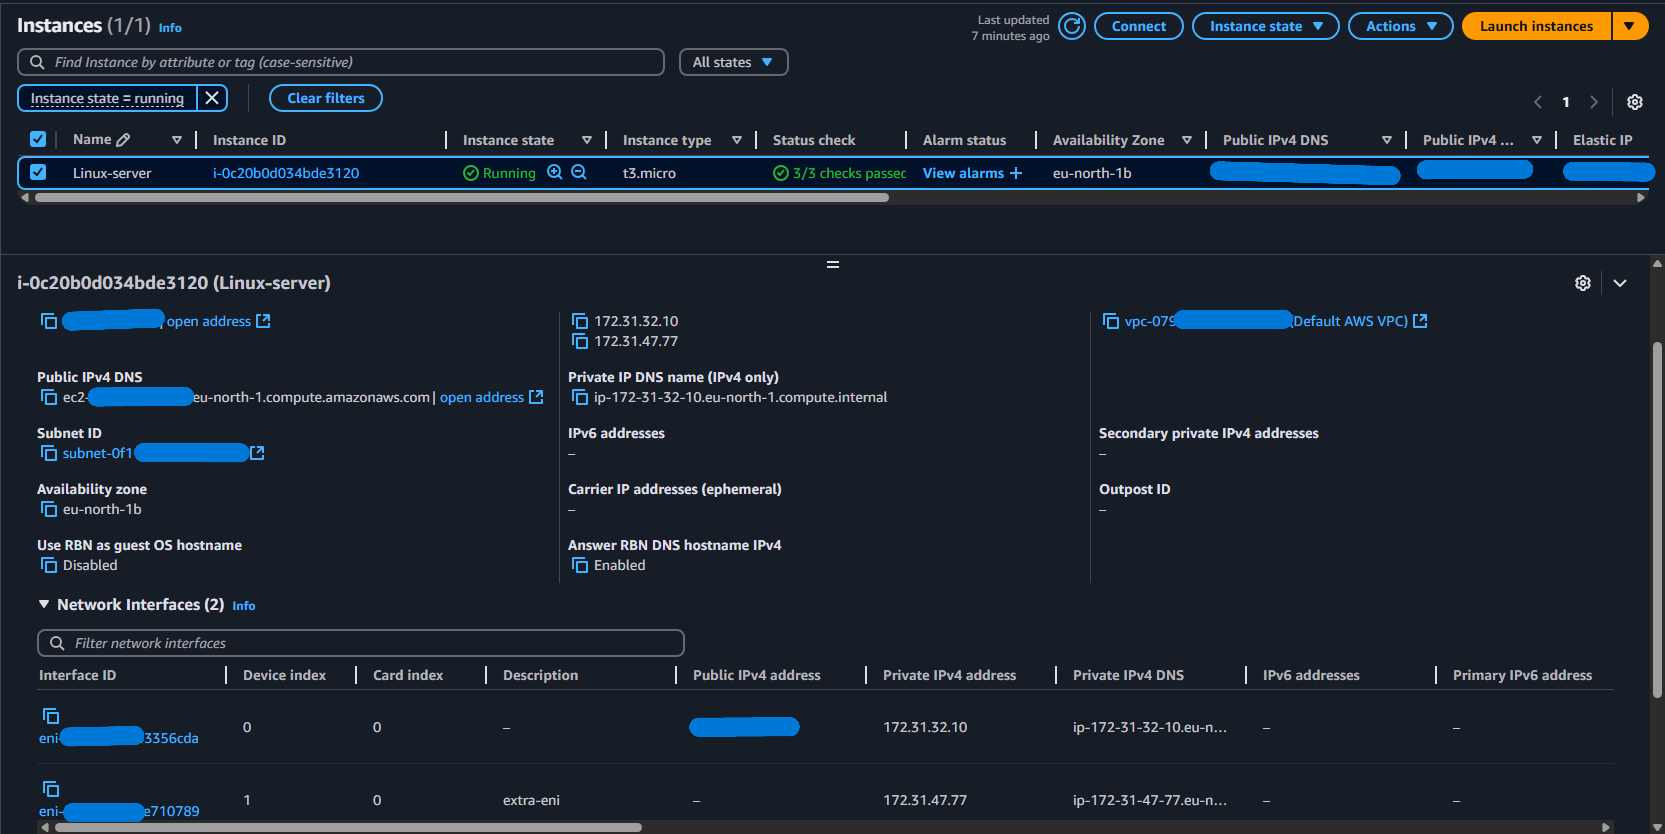 Instances (1/1) Info
Last updated
7 minutes ago
Connect
Instance state
Actions
Launch instances
Find Instance by attribute or tag (case-sensitive)
All states
Instance state = running
Clear filters
1
Name
Instance ID
Instance state
Instance type
Status check
Alarm status
Availability Zone
Public IPv4 DNS
Public IPv4 ...
Elastic IP
Linux-server
i-0c20b0d034bde3120
Running
t3.micro
3/3 checks passec
View alarms +
eu-north-1b
i-0c20b0d034bde3120 (Linux-server)
open address
172.31.32.10
172.31.47.77
vpc-079
(Default AWS VPC)
Public IPv4 DNS
ec2-
eu-north-1.compute.amazonaws.com | open address
Private IP DNS name (IPv4 only)
ip-172-31-32-10.eu-north-1.compute.internal
Subnet ID
subnet-0f1
IPv6 addresses
–
Secondary private IPv4 addresses
–
Availability zone
eu-north-1b
Carrier IP addresses (ephemeral)
–
Outpost ID
–
Use RBN as guest OS hostname
Disabled
Answer RBN DNS hostname IPv4
Enabled
Network Interfaces (2) Info
Filter network interfaces
Interface ID
Device index
Card index
Description
Public IPv4 address
Private IPv4 address
Private IPv4 DNS
IPv6 addresses
Primary IPv6 address
eni-
3356cda
0
0
–
172.31.32.10
ip-172-31-32-10.eu-n...
–
–
eni-
e710789
1
0
extra-eni
–
172.31.47.77
ip-172-31-47-77.eu-n...
–
–